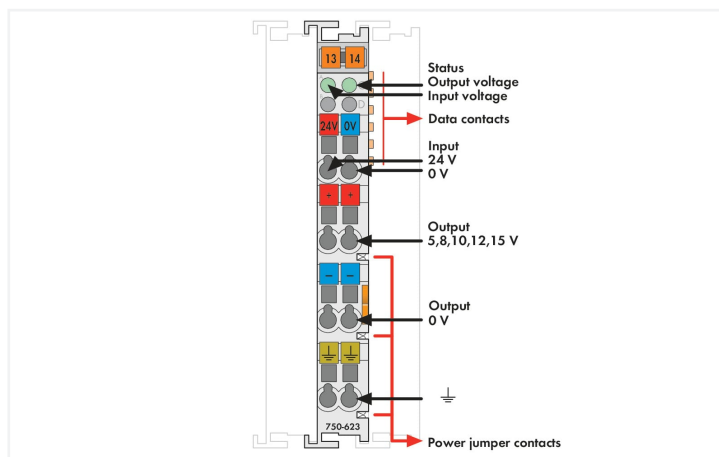 13 14
Status
Output voltage
Input voltage
Data contacts
24V 0V
Input
24 V
0 V
+ +
Output
5,8,10,12,15 V
– –
Output
0 V
750-623
Power jumper contacts